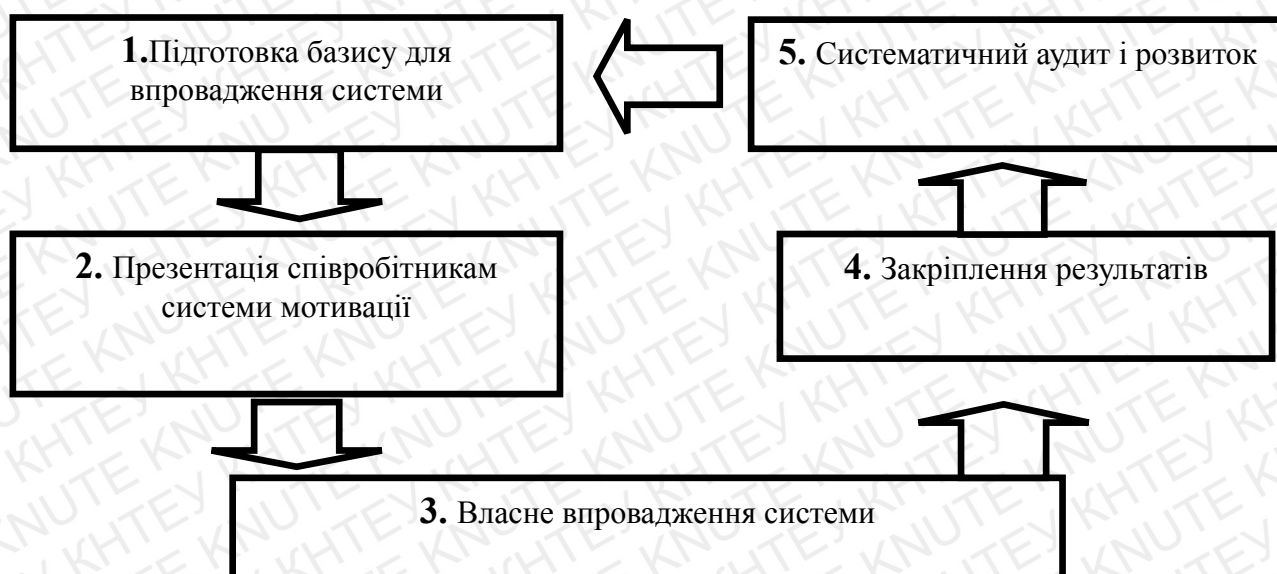 1.Підготовка базису для
впровадження системи
5. Систематичний аудит і розвиток
2. Презентація співробітникам
системи мотивації
4. Закріплення результатів
3. Власне впровадження системи